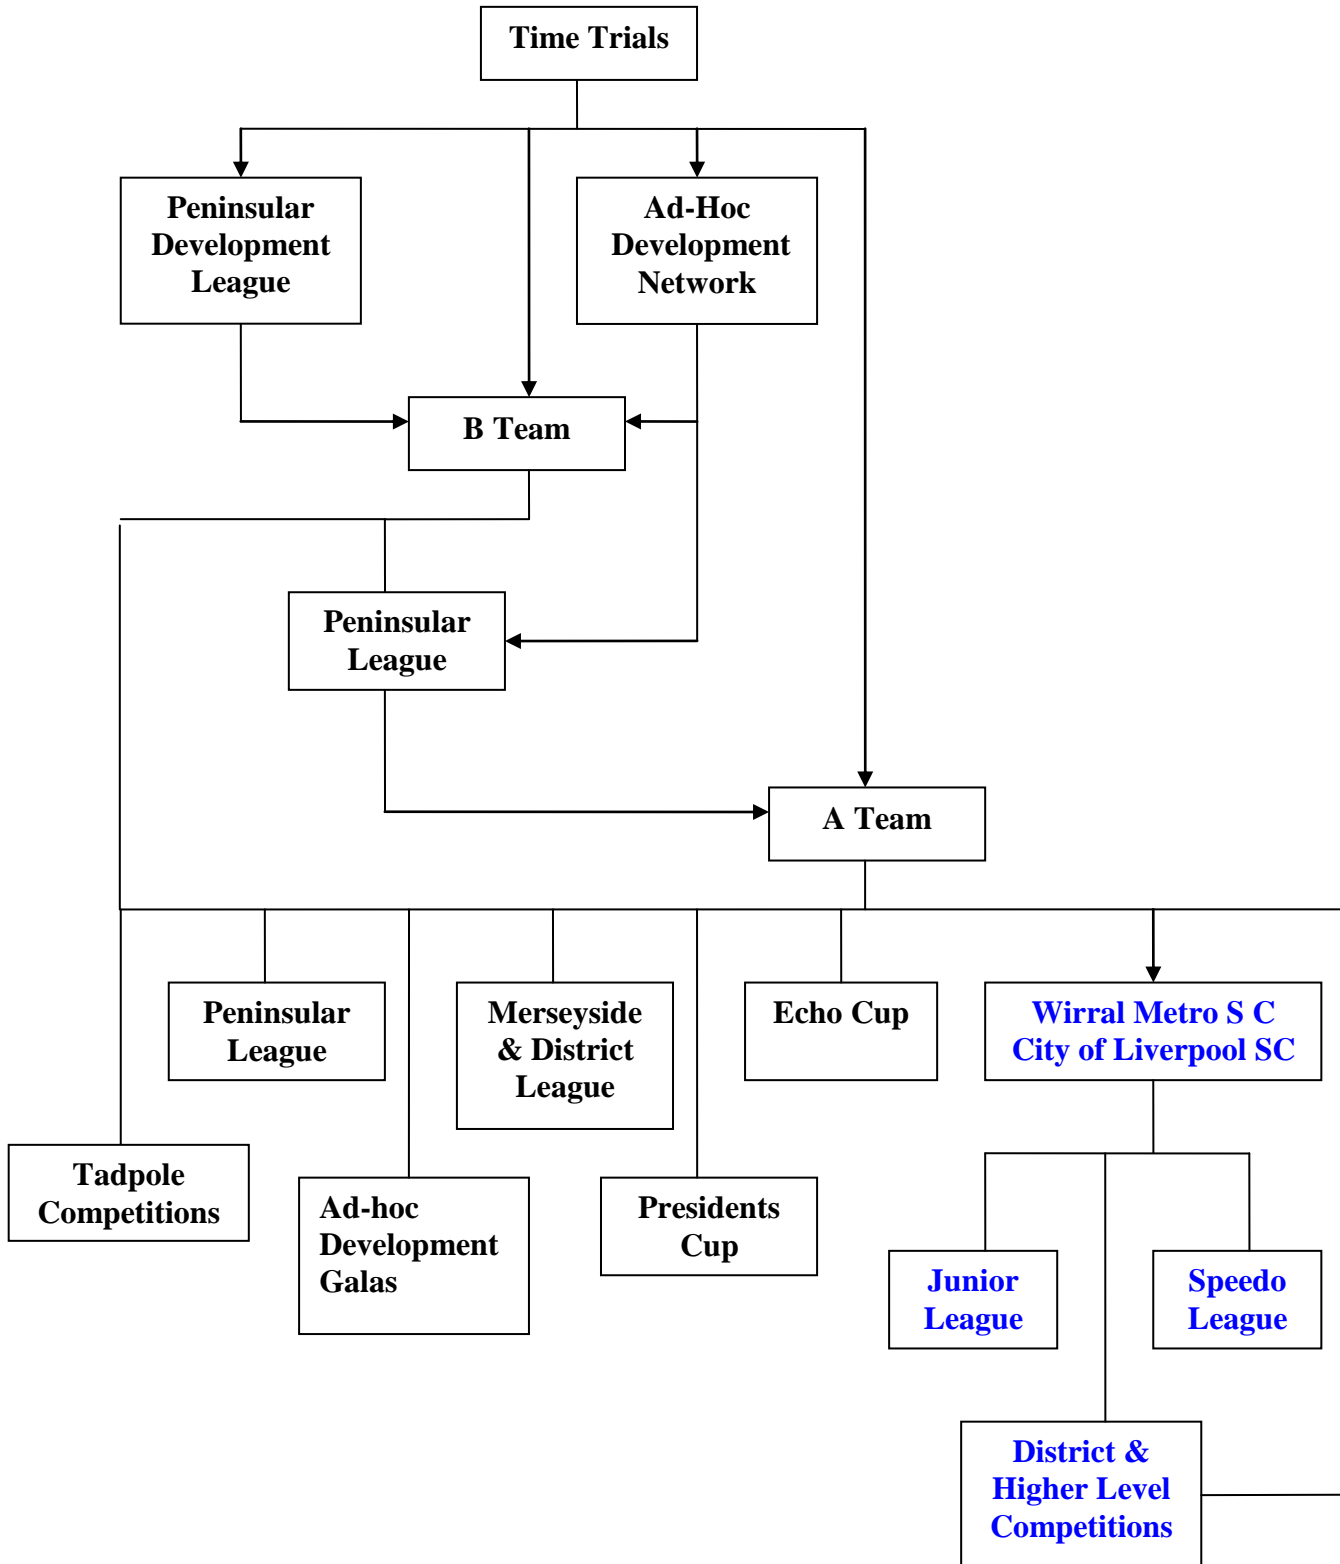 Time Trials
Peninsular
Development
League
Ad-Hoc
Development
Network
B Team
Peninsular
League
A Team
Peninsular
League
Merseyside
& District
League
Echo Cup
Wirral Metro S C
City of Liverpool SC
Tadpole
Competitions
Ad-hoc
Development
Galas
Presidents
Cup
Junior
League
Speedo
League
District &
Higher Level
Competitions